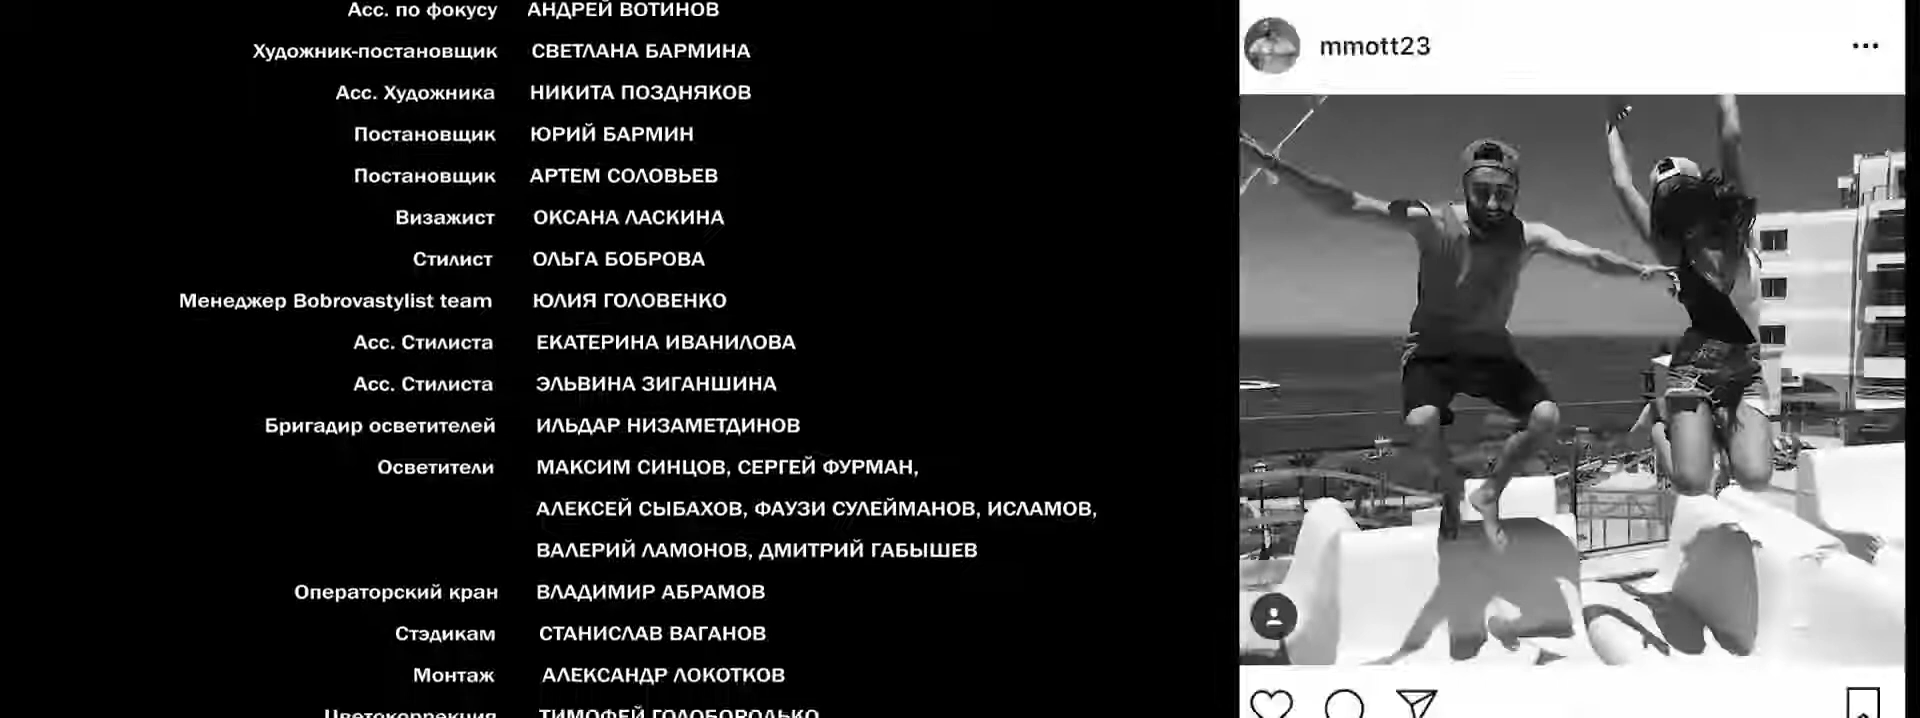 Асс. по фокусу АНДРЕЙ ВОТИНОВ
Художник-постановщик СВЕТЛАНА БАРМИНА
Асс. Художника НИКИТА ПОЗДНЯКОВ
Постановщик ЮРИЙ БАРМИН
Постановщик АРТЕМ СОЛОВЬЕВ
Визажист ОКСАНА ЛАСКИНА
Стилист ОЛЬГА БОБРОВА
Менеджер Bobrovastylist team ЮЛИЯ ГОЛОВЕНКО
Асс. Стилиста ЕКАТЕРИНА ИВАНИЛОВА
Асс. Стилиста ЭЛЬВИНА ЗИГАНШИНА
Бригадир осветителей ИЛЬДАР НИЗАМЕТДИНОВ
Осветители МАКСИМ СИНЦОВ, СЕРГЕЙ ФУРМАН,
АЛЕКСЕЙ СЫБАХОВ, ФАУЗИ СУЛЕЙМАНОВ, ИСЛАМОВ,
ВАЛЕРИЙ ЛАМОНОВ, ДМИТРИЙ ГАБЫШЕВ
Операторский кран ВЛАДИМИР АБРАМОВ
Стэдикам СТАНИСЛАВ ВАГАНОВ
Монтаж АЛЕКСАНДР ЛОКОТКОВ
Цветокоррекция ТИМОФЕЙ ГОЛОБОРОДЬКО
mmott23